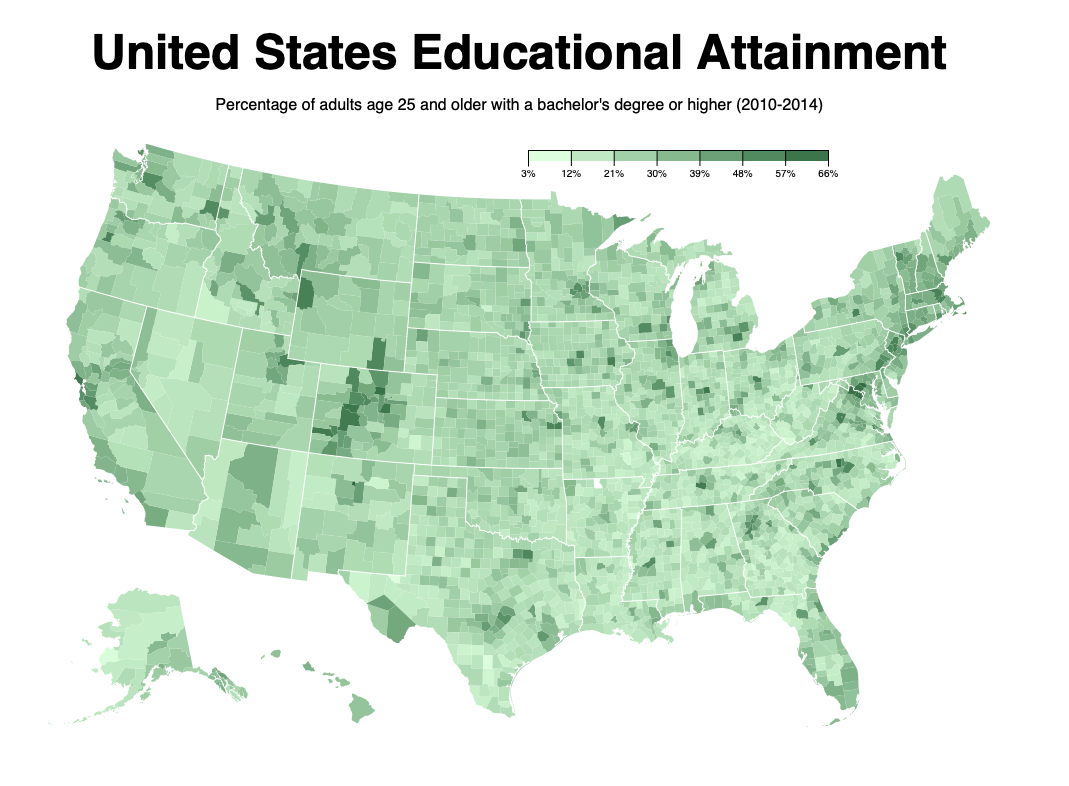 United States Educational Attainment
Percentage of adults age 25 and older with a bachelor's degree or higher (2010-2014)
3% 12% 21% 30% 39% 48% 57% 66%